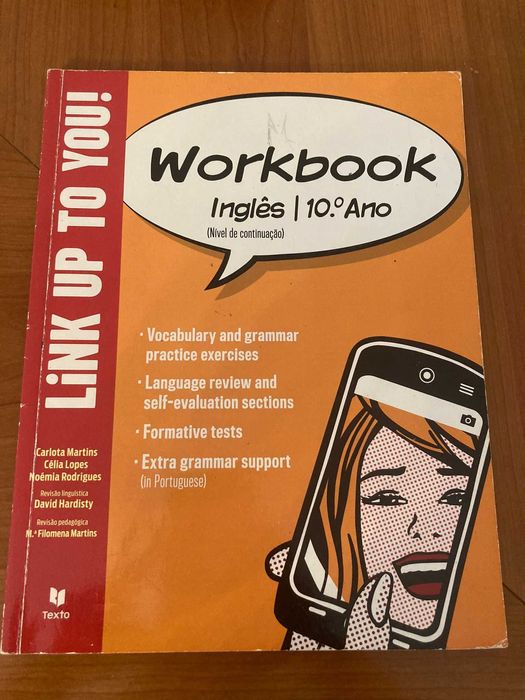 LiNK UP TO YOU!
Workbook
Inglês | 10.º Ano
(Nível de continuação)
· Vocabulary and grammar
practice exercises
· Language review and
self-evaluation sections
· Formative tests
· Extra grammar support
(in Portuguese)
Carlota Martins
Célia Lopes
Noémia Rodrigues
Revisão linguística
David Hardisty
Revisão pedagógica
M.ª Filomena Martins
Texto